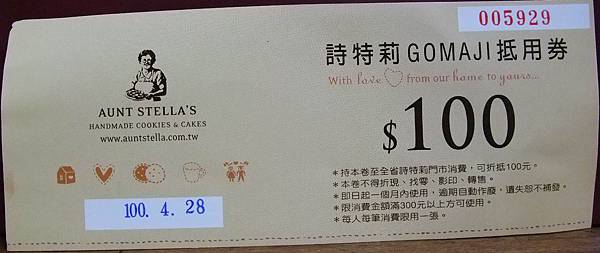 005929
詩特莉GOMAJI抵用券
With love from our home to yours...
$100
AUNT STELLA'S
HANDMADE COOKIES & CAKES
www.auntstella.com.tw
100. 4. 28
*持本卷至全省詩特莉門市消費,可折抵100元。
*本卷不得折現、找零、影印、轉售。
*即日起一個月內使用,逾期自動作廢,遺失恕不補發。
*限消費金額滿300元以上方可使用。
*每人每筆消費限用一張。